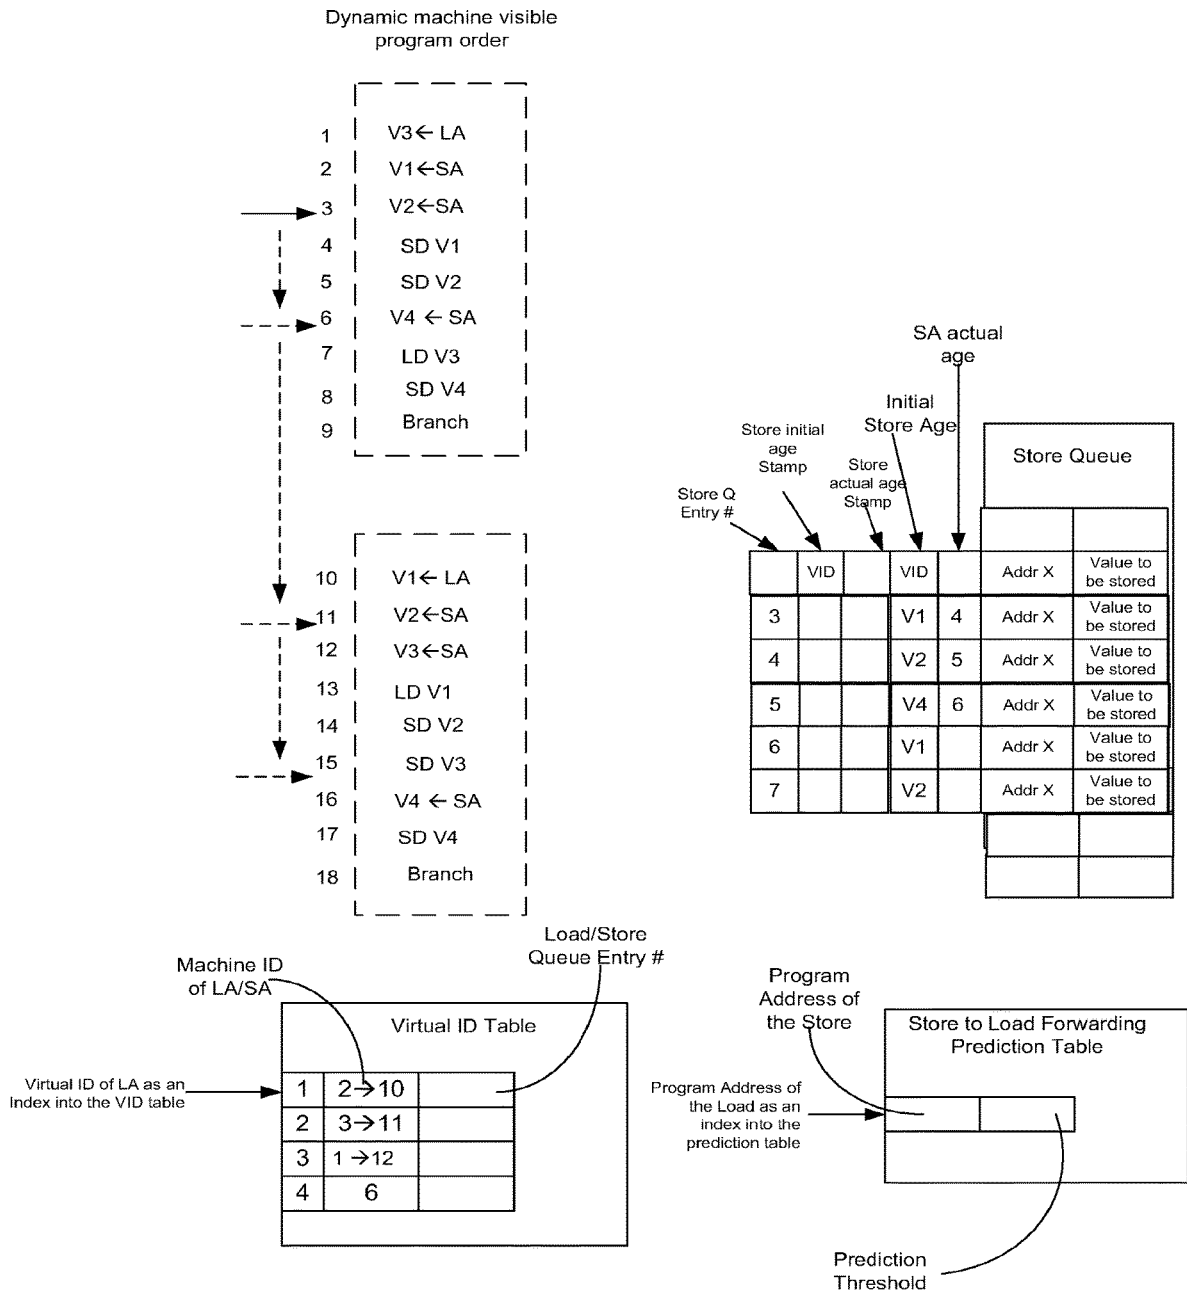 Dynamic machine visible
program order
1 V3← LA
2 V1←SA
3 V2←SA
4 SD V1
5 SD V2
6 V4 ← SA
7 LD V3
8 SD V4
9 Branch
10 V1← LA
11 V2←SA
12 V3←SA
13 LD V1
14 SD V2
15 SD V3
16 V4 ← SA
17 SD V4
18 Branch
SA actual
age
Initial
Store Age
Store initial
age
Stamp
Store
actual age
Stamp
Store Q
Entry #
Store Queue
VID VID Addr X Value to
be stored
3 V1 4 Addr X Value to
be stored
4 V2 5 Addr X Value to
be stored
5 V4 6 Addr X Value to
be stored
6 V1 Addr X Value to
be stored
7 V2 Addr X Value to
be stored
Machine ID
of LA/SA
Load/Store
Queue Entry #
Virtual ID Table
Virtual ID of LA as an
Index into the VID table
1 2→10
2 3→11
3 1→12
4 6
Program
Address of
the Store
Store to Load Forwarding
Prediction Table
Program Address of
the Load as an
index into the
prediction table
Prediction
Threshold